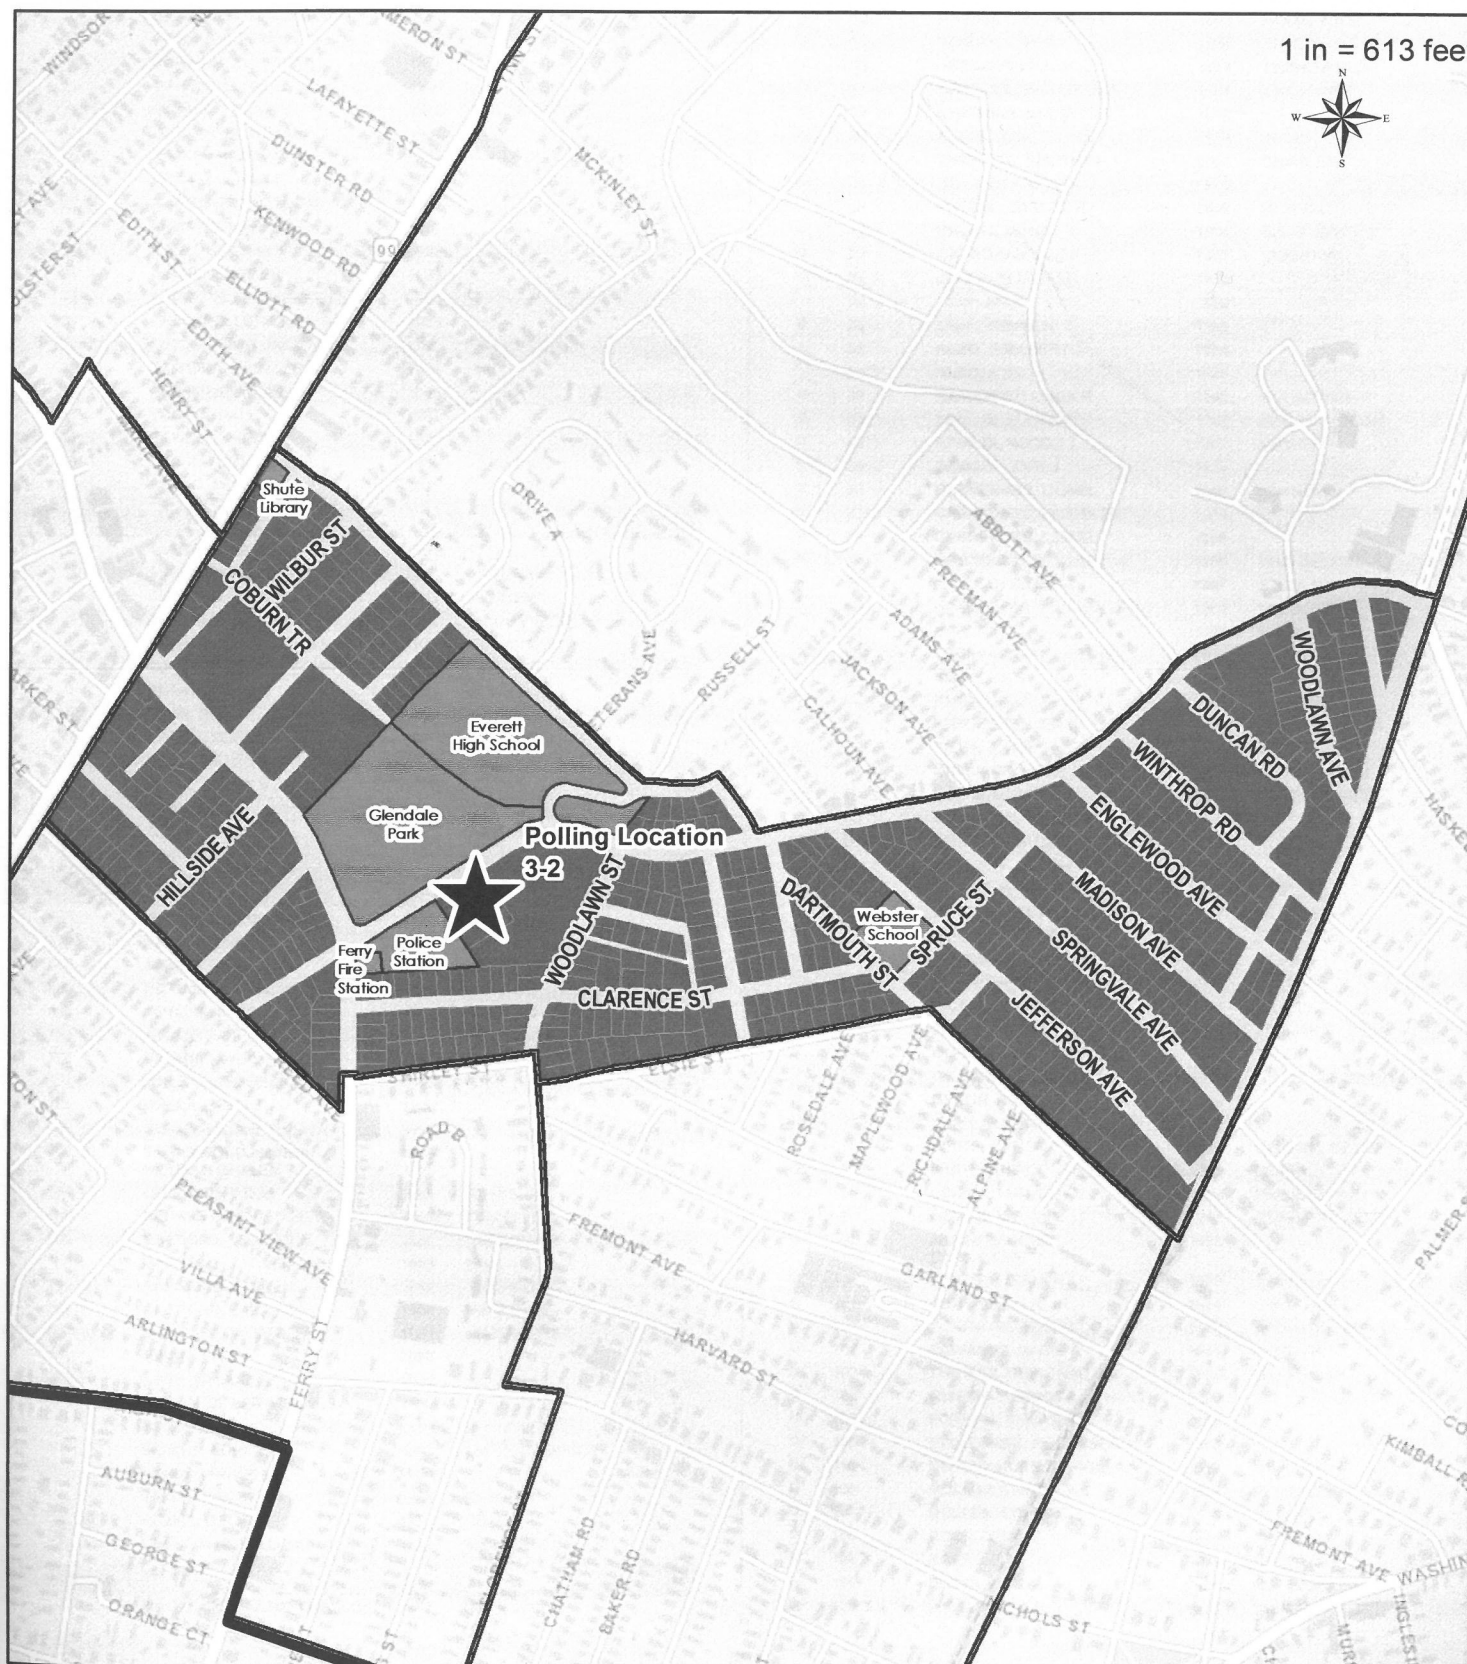 1 in = 613 fee
N
W
E
S
WINDSOR
LAFAYETTE ST
DUNSTER RD
KENWOOD RD
99
MCKINLEY ST
EDITH ST
ELLIOTT RD
EDITH AVE
HENRY ST
Shute
Library
WILBUR ST
COBURN TR
DRIVE A
ABBOTT AVE
FREEMAN AVE
ADAMS AVE
RUSSELL ST
JACKSON AVE
CALHOUN AVE
WOODLAWN AVE
DUNCAN RD
WINTHROP RD
ENGLEWOOD AVE
MADISON AVE
SPRINGVALE AVE
JEFFERSON AVE
Everett
High School
Glendale
Park
Polling Location
3-2
HILLSIDE AVE
WOODLAWN ST
DARTMOUTH ST
Webster
School
SPRUCE ST
Ferry
Fire
Station
Police
Station
CLARENCE ST
SHIRLEY ST
ELSIE ST
ROSEDALE AVE
MAPLEWOOD AVE
RICHDALE AVE
ALPINE AVE
ROAD B
PLEASANT VIEW AVE
VILLA AVE
ARLINGTON ST
FERRY ST
FREMONT AVE
GARLAND ST
HARVARD ST
AUBURN ST
GEORGE ST
ORANGE CT
CHATHAM RD
BAKER RD
FREMONT AVE